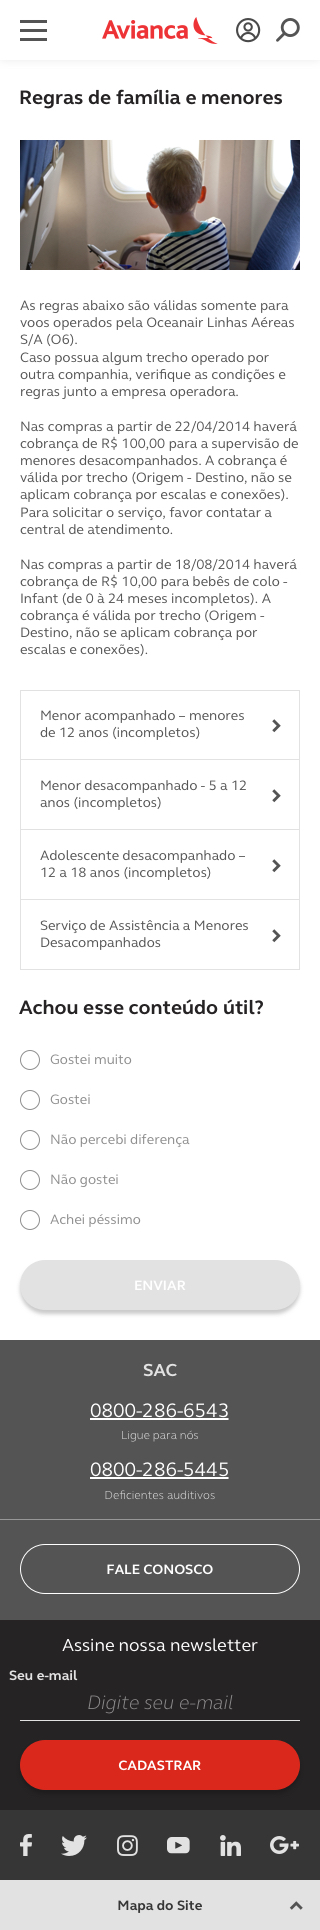 Avianca
Regras de família e menores
As regras abaixo são válidas somente para
voos operados pela Oceanair Linhas Aéreas
S/A (O6).
Caso possua algum trecho operado por
outra companhia, verifique as condições e
regras junto a empresa operadora.
Nas compras a partir de 22/04/2014 haverá
cobrança de R$ 100,00 para a supervisão de
menores desacompanhados. A cobrança é
válida por trecho (Origem - Destino, não se
aplicam cobrança por escalas e conexões).
Para solicitar o serviço, favor contatar a
central de atendimento.
Nas compras a partir de 18/08/2014 haverá
cobrança de R$ 10,00 para bebês de colo -
Infant (de 0 à 24 meses incompletos). A
cobrança é válida por trecho (Origem -
Destino, não se aplicam cobrança por
escalas e conexões).
Menor acompanhado – menores
de 12 anos (incompletos)
Menor desacompanhado - 5 a 12
anos (incompletos)
Adolescente desacompanhado –
12 a 18 anos (incompletos)
Serviço de Assistência a Menores
Desacompanhados
Achou esse conteúdo útil?
Gostei muito
Gostei
Não percebi diferença
Não gostei
Achei péssimo
ENVIAR
SAC
0800-286-6543
Ligue para nós
0800-286-5445
Deficientes auditivos
FALE CONOSCO
Assine nossa newsletter
Seu e-mail
Digite seu e-mail
CADASTRAR
Mapa do Site